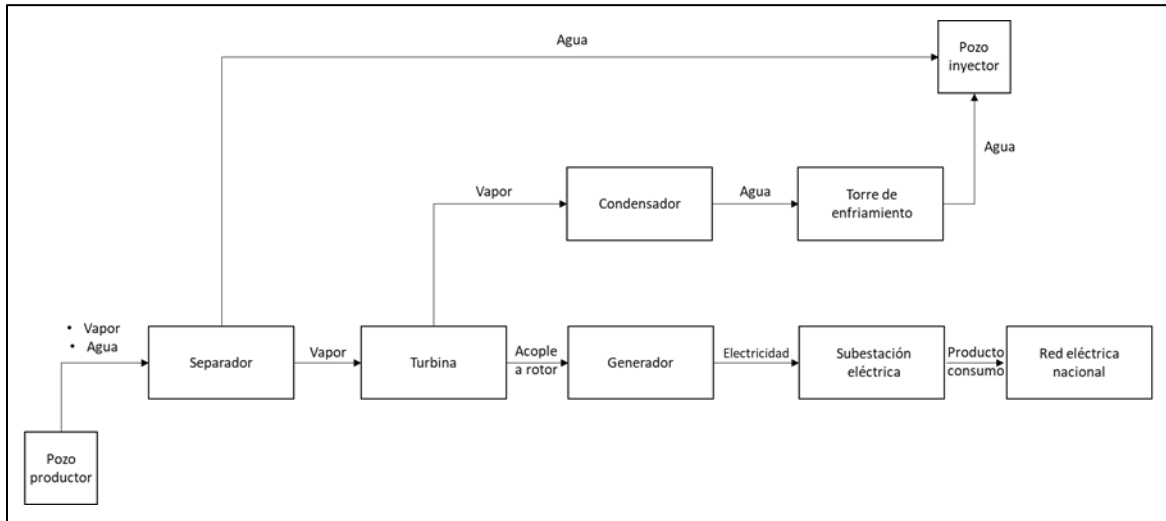 Agua
Pozo
inyector
Agua
Vapor
Condensador
Agua
Torre de
enfriamiento
• Vapor
• Agua
Separador
Vapor
Turbina
Acople
a rotor
Generador
Electricidad
Subestación
eléctrica
Producto
consumo
Red eléctrica
nacional
Pozo
productor